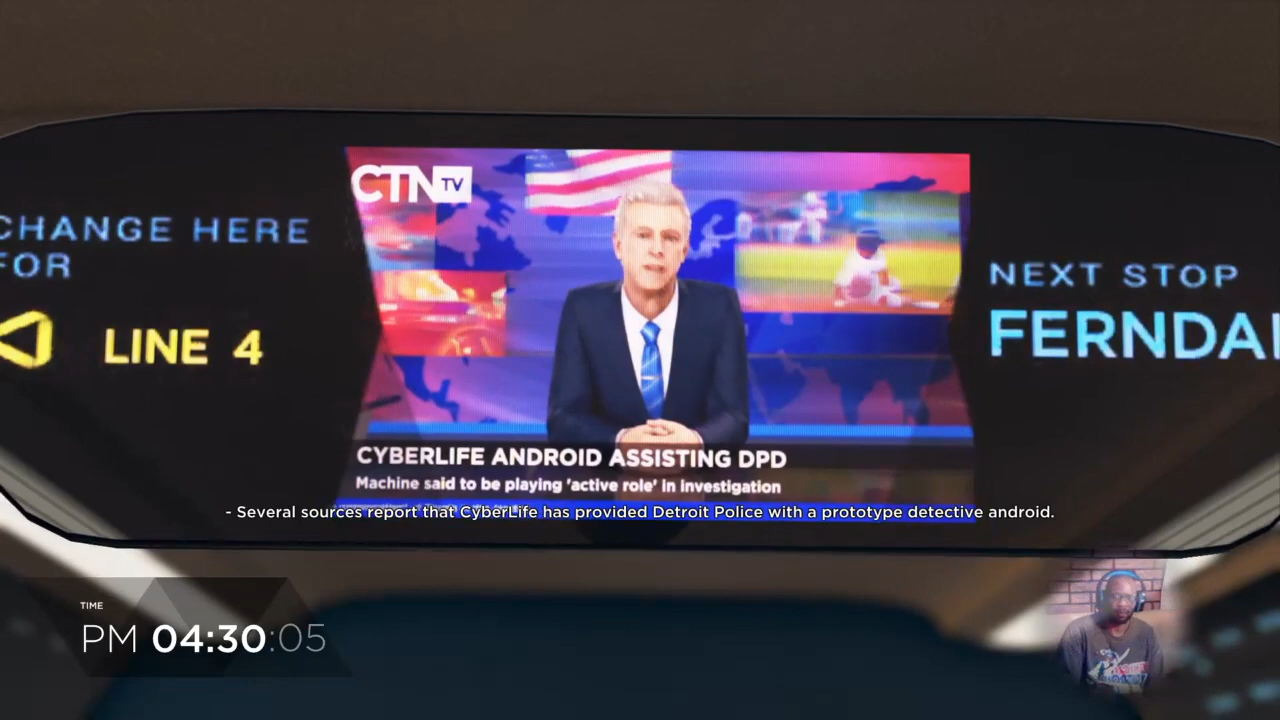 CTN TV
CHANGE HERE
FOR
LINE 4
NEXT STOP
CYBERLIFE ANDROID ASSISTING DPD
Machine said to be playing 'active role' in investigation
- Several sources report that CyberLife has provided Detroit Police with a prototype detective android.
TIME
PM 04:30:05